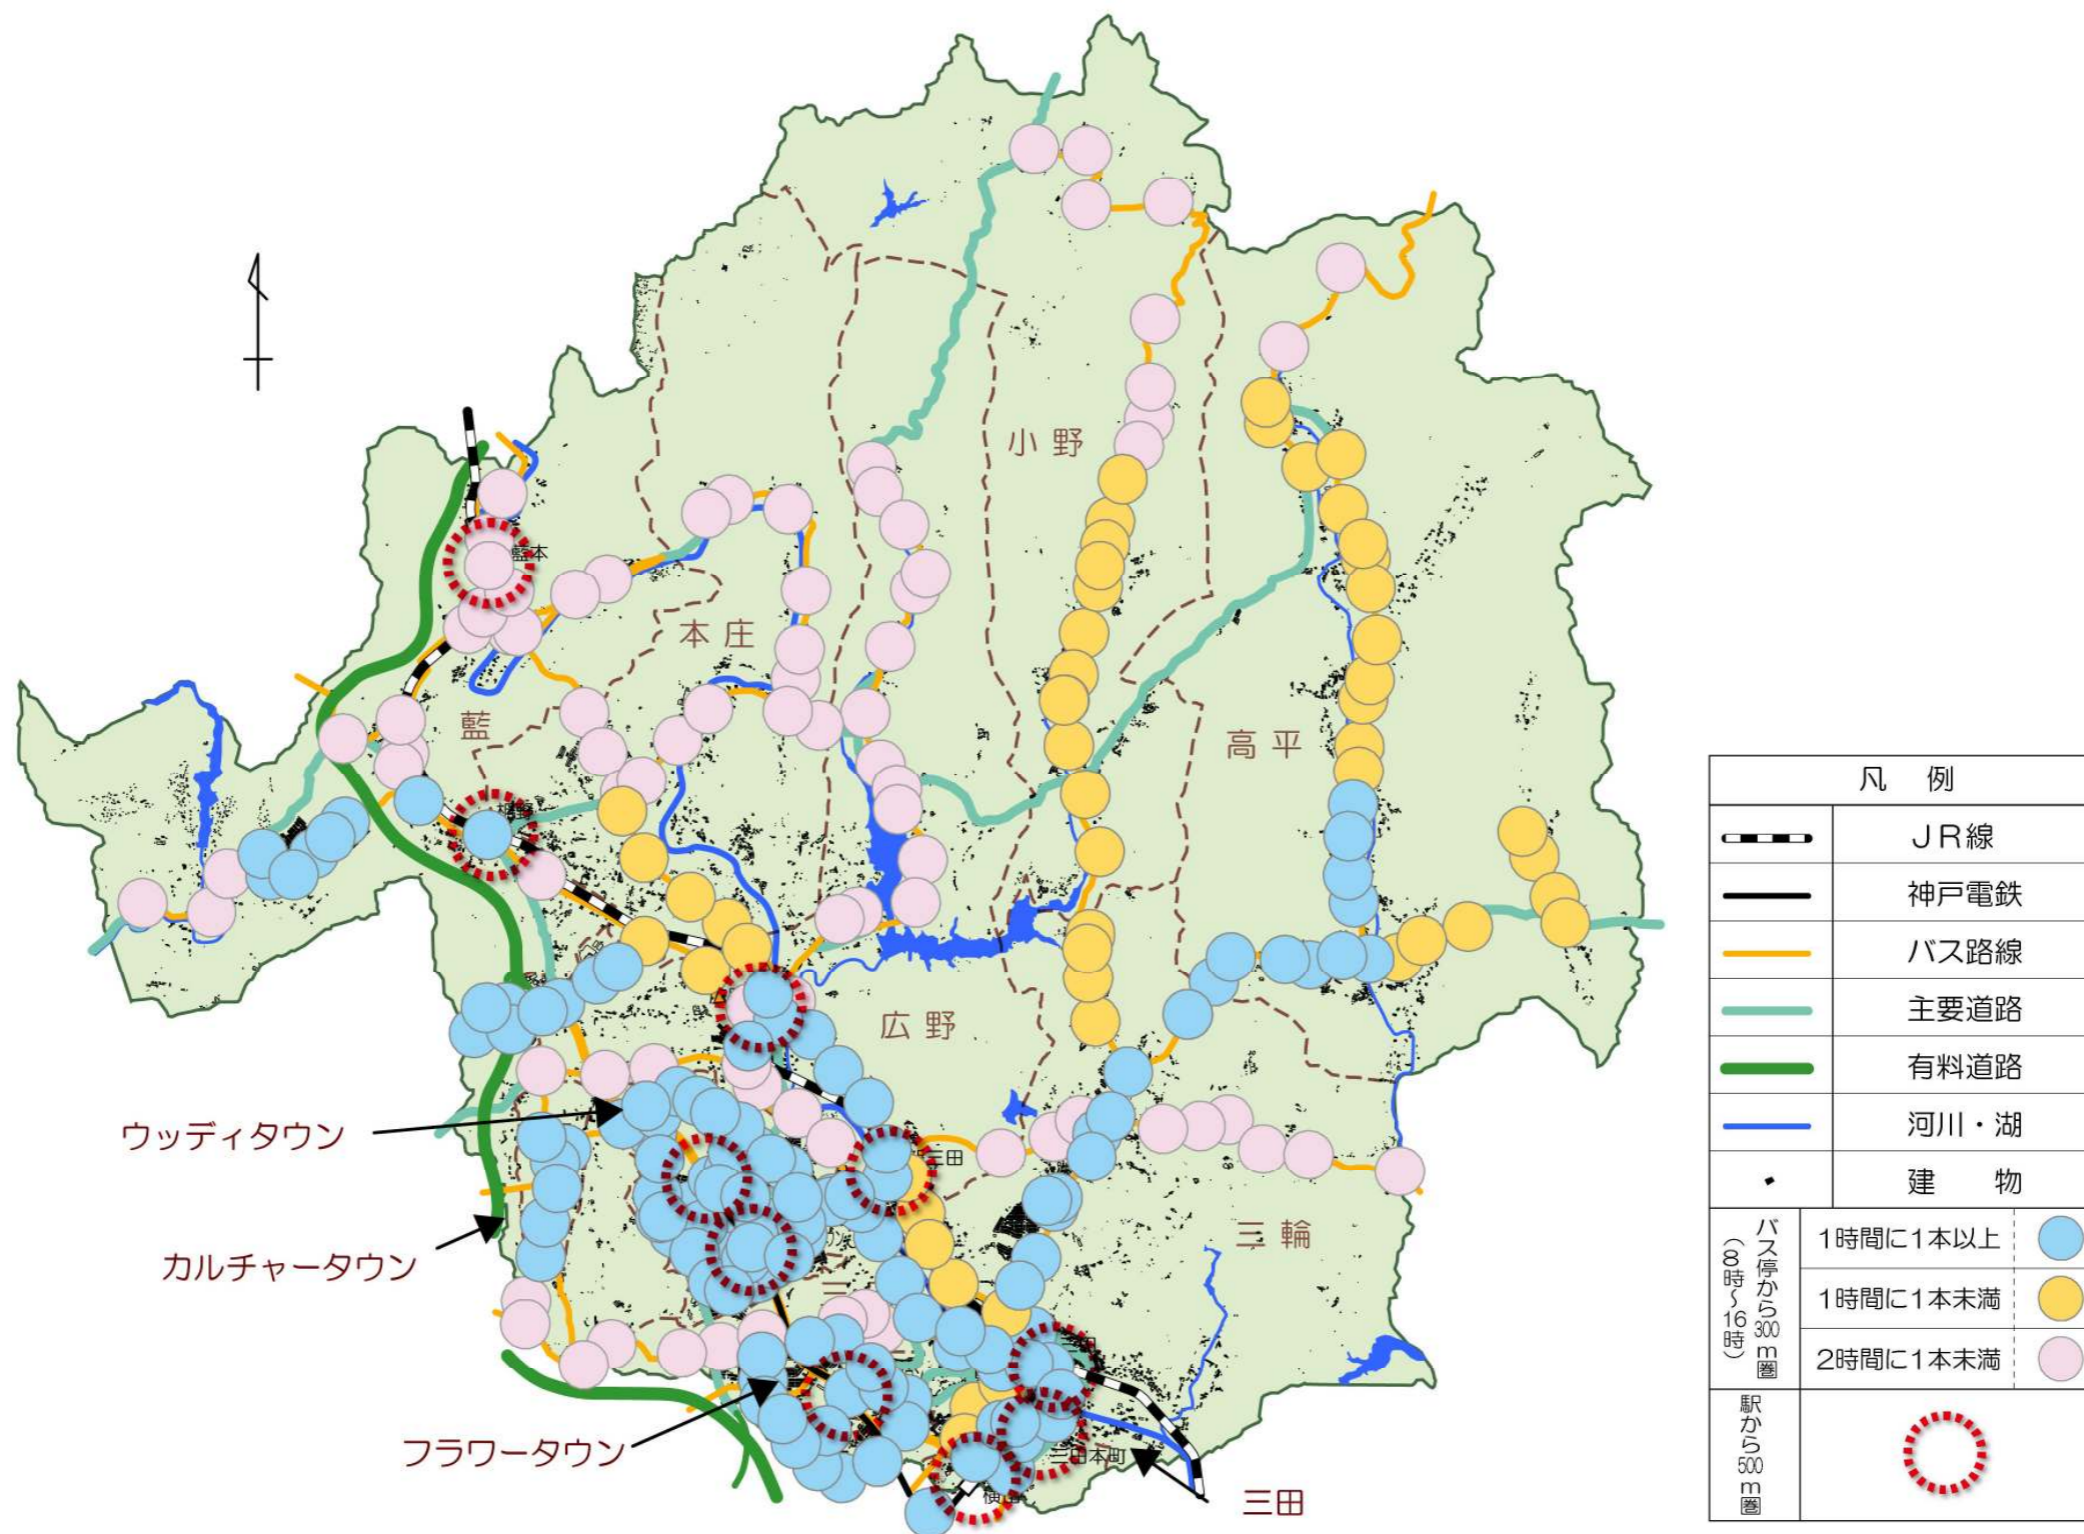 藍本
小野
本庄
藍
高平
広野
三田
ウッディタウン
カルチャータウン
三輪
フラワータウン
三田本町
三田
凡 例
JR線
神戸電鉄
バス路線
主要道路
有料道路
河川・湖
建 物
バス停から300m圏
（8時～16時）
1時間に1本以上
1時間に1本未満
2時間に1本未満
駅から500m圏